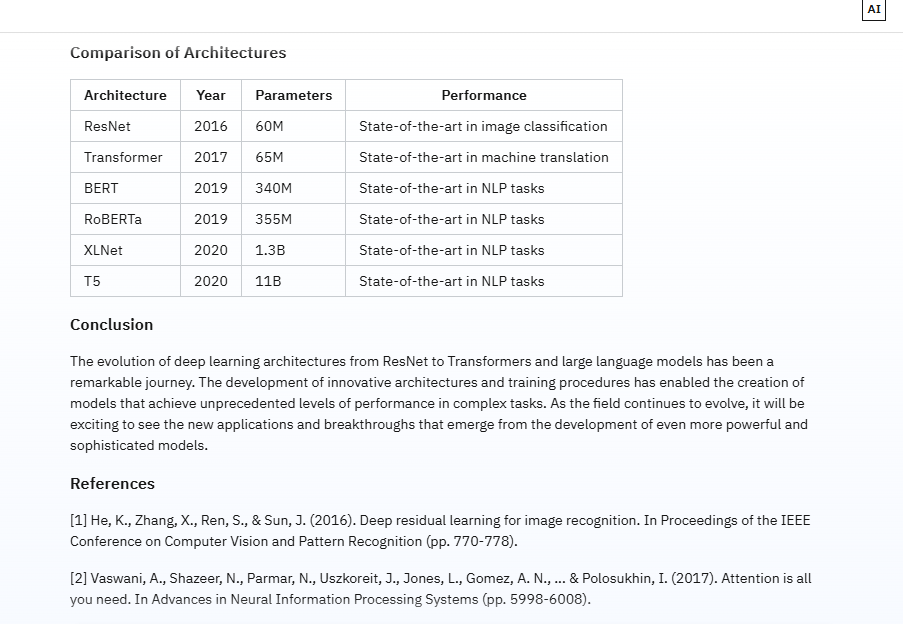 AI
Comparison of Architectures
Architecture Year Parameters Performance
ResNet 2016 60M State-of-the-art in image classification
Transformer 2017 65M State-of-the-art in machine translation
BERT 2019 340M State-of-the-art in NLP tasks
RoBERTa 2019 355M State-of-the-art in NLP tasks
XLNet 2020 1.3B State-of-the-art in NLP tasks
T5 2020 11B State-of-the-art in NLP tasks
Conclusion
The evolution of deep learning architectures from ResNet to Transformers and large language models has been a
remarkable journey. The development of innovative architectures and training procedures has enabled the creation of
models that achieve unprecedented levels of performance in complex tasks. As the field continues to evolve, it will be
exciting to see the new applications and breakthroughs that emerge from the development of even more powerful and
sophisticated models.
References
[1] He, K., Zhang, X., Ren, S., & Sun, J. (2016). Deep residual learning for image recognition. In Proceedings of the IEEE
Conference on Computer Vision and Pattern Recognition (pp. 770-778).
[2] Vaswani, A., Shazeer, N., Parmar, N., Uszkoreit, J., Jones, L., Gomez, A. N., ... & Polosukhin, I. (2017). Attention is all
you need. In Advances in Neural Information Processing Systems (pp. 5998-6008).